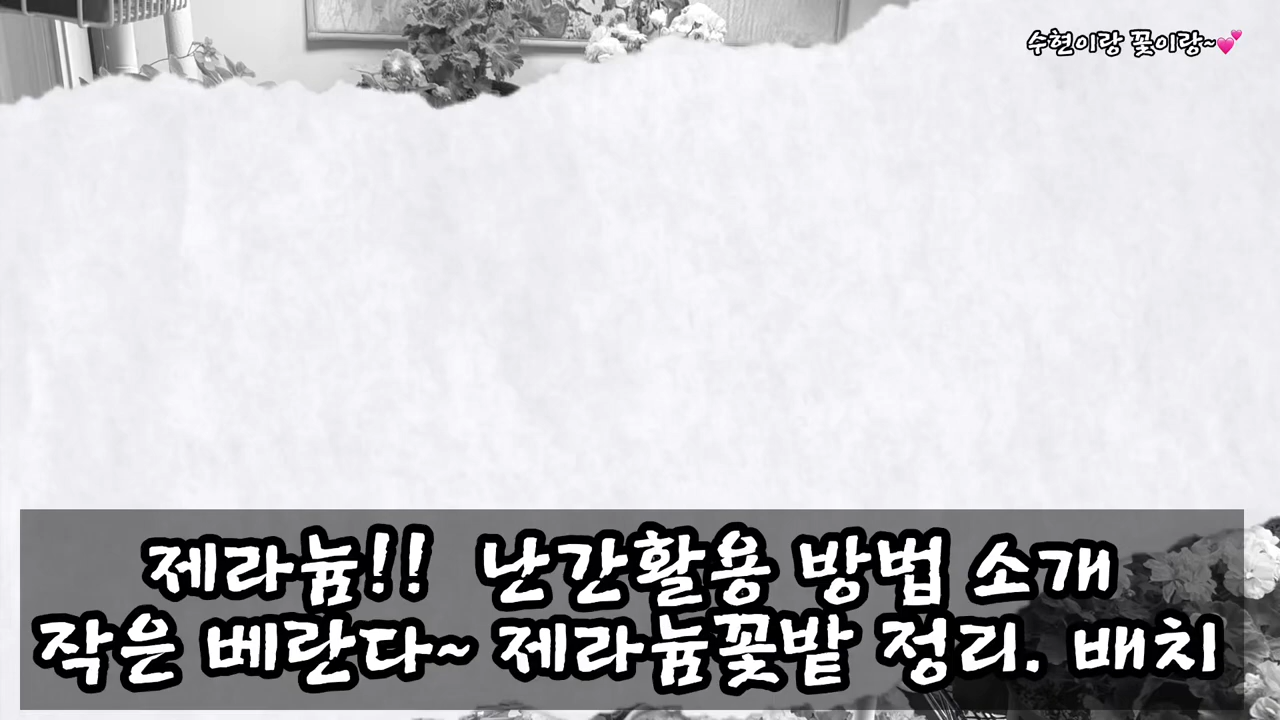 수현이랑 꽃이랑~💕
제라늄!! 난간활용 방법 소개
작은 베란다~ 제라늄꽃밭 정리. 배치